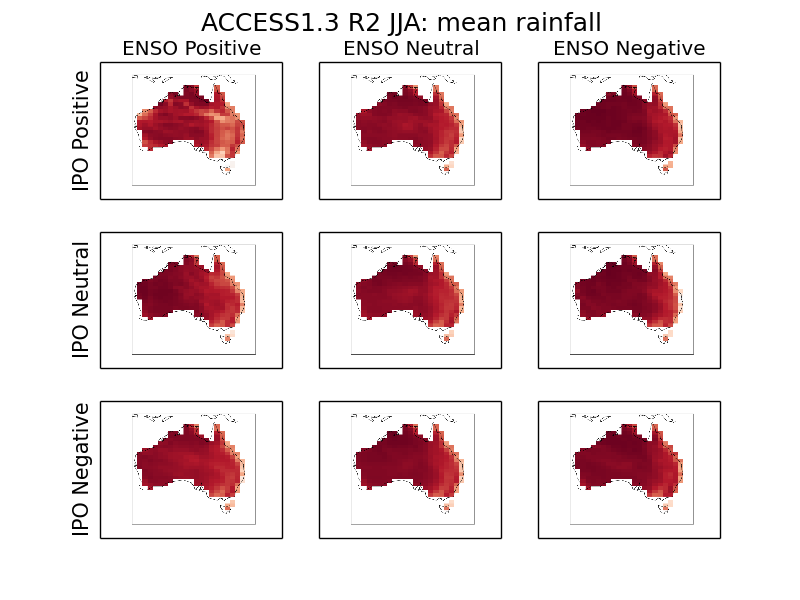 ACCESS1.3 R2 JJA: mean rainfall
ENSO Positive
ENSO Neutral
ENSO Negative
IPO Positive
IPO Neutral
IPO Negative